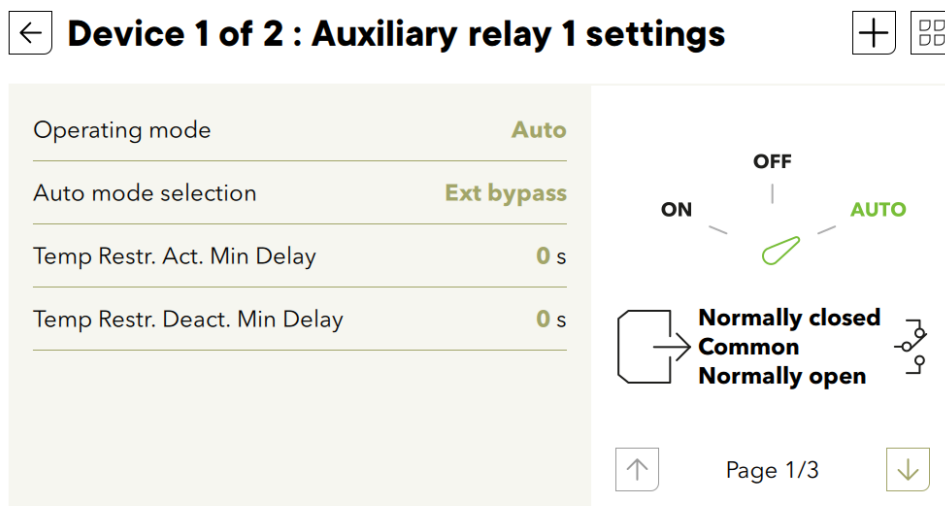 Device 1 of 2 : Auxiliary relay 1 settings
Operating mode Auto
Auto mode selection Ext bypass
Temp Restr. Act. Min Delay 0 s
Temp Restr. Deact. Min Delay 0 s
OFF
ON AUTO
Normally closed
Common
Normally open
Page 1/3